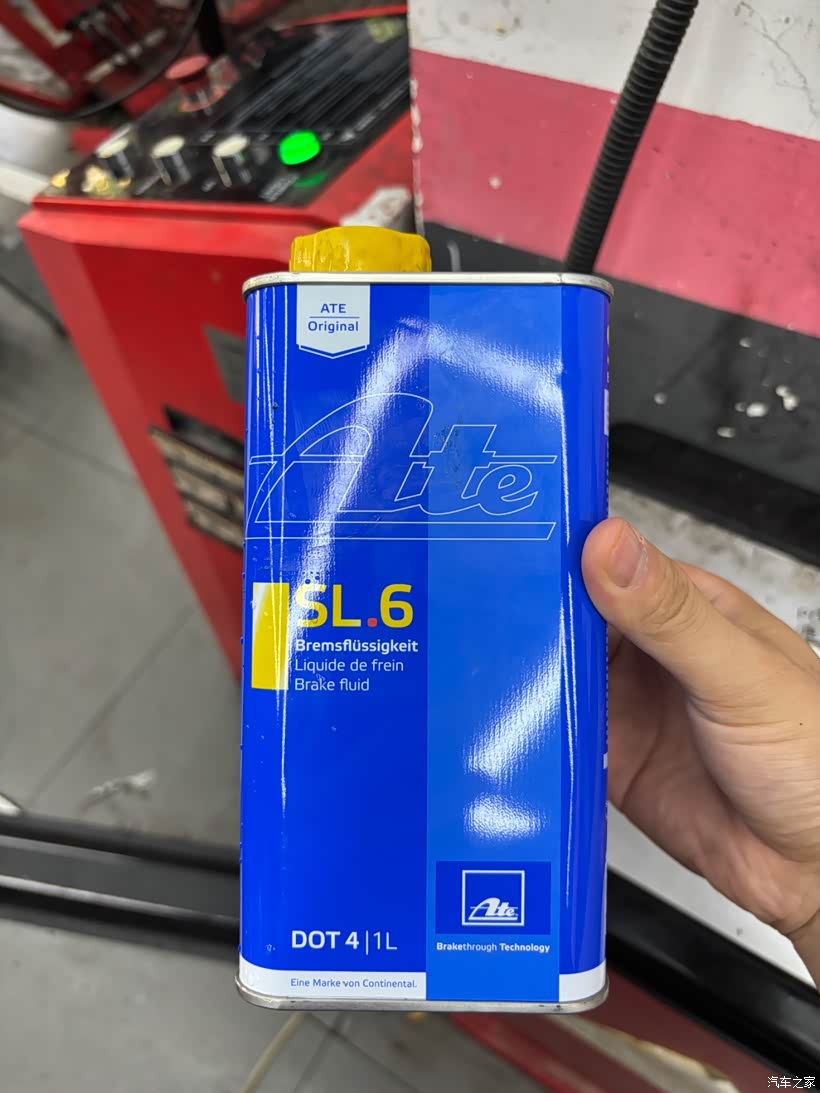 ATE
Original
Ate
SL.6
Bremsflüssigkeit
Liquide de frein
Brake fluid
Ate
Brakethrough Technology
DOT 4|1L
Eine Marke von Continental.
汽车之家